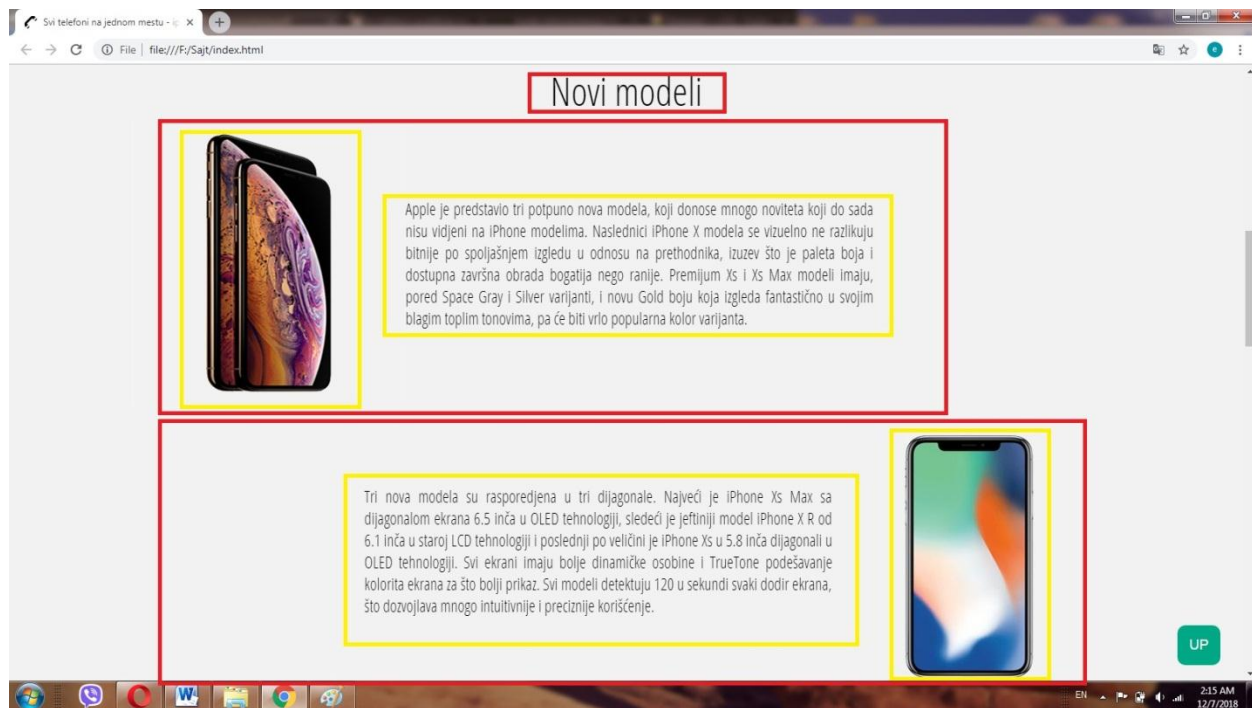 Svi telefoni na jednom mestu - ip
File
file:///F:/Sajt/index.html
e
Novi modeli
Apple je predstavio tri potpuno nova modela, koji donose mnogo noviteta koji do sada
nisu vidjeni na iPhone modelima. Naslednici iPhone X modela se vizuelno ne razlikuju
bitnije po spoljašnjem izgledu u odnosu na prethodnika, izuzev što je paleta boja i
dostupna završna obrada bogatija nego ranije. Premijum Xs i Xs Max modeli imaju,
pored Space Gray i Silver varijanti, i novu Gold boju koja izgleda fantastično u svojim
blagim toplim tonovima, pa će biti vrlo popularna kolor varijanta.
Tri nova modela su rasporedjena u tri dijagonale. Najveći je iPhone Xs Max sa
dijagonalom ekrana 6.5 inča u OLED tehnologiji, sledeći je jeftiniji model iPhone X R od
6.1 inča u staroj LCD tehnologiji i poslednji po veličini je iPhone Xs u 5.8 inča dijagonali u
OLED tehnologiji. Svi ekrani imaju bolje dinamičke osobine i TrueTone podešavanje
kolorita ekrana za što bolji prikaz. Svi modeli detektuju 120 u sekundi svaki dodir ekrana,
što dozvoljava mnogo intuitivnije i preciznije korišćenje.
UP
EN
2:15 AM
12/7/2018